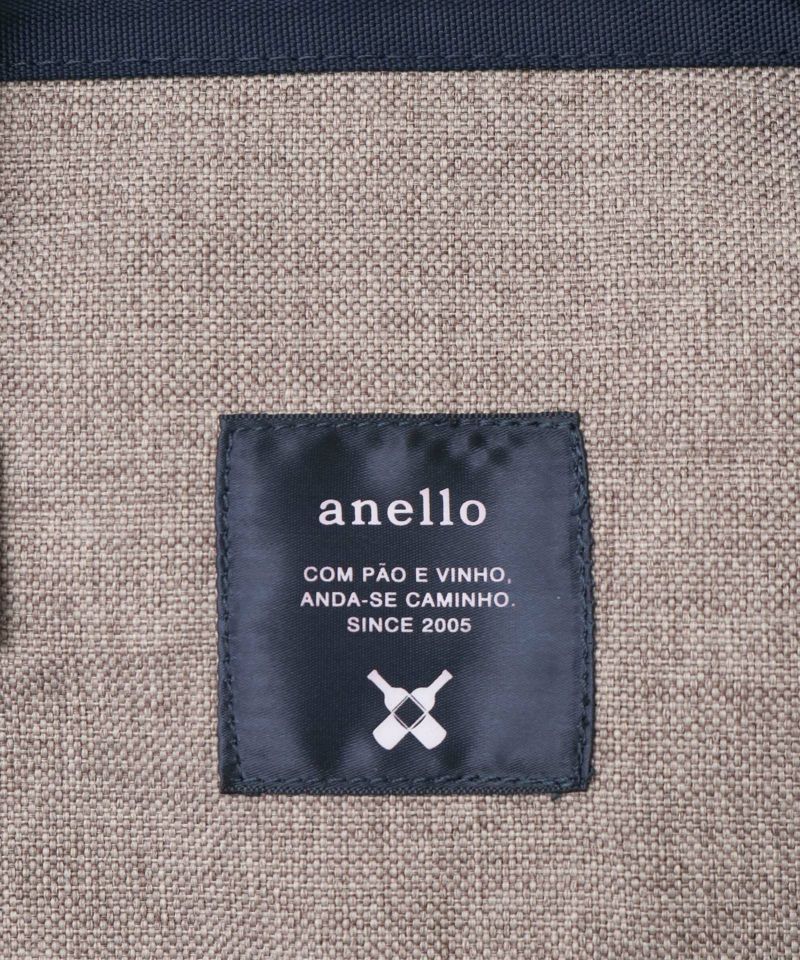 anello
COM PÃO E VINHO,
ANDA-SE CAMINHO.
SINCE 2005